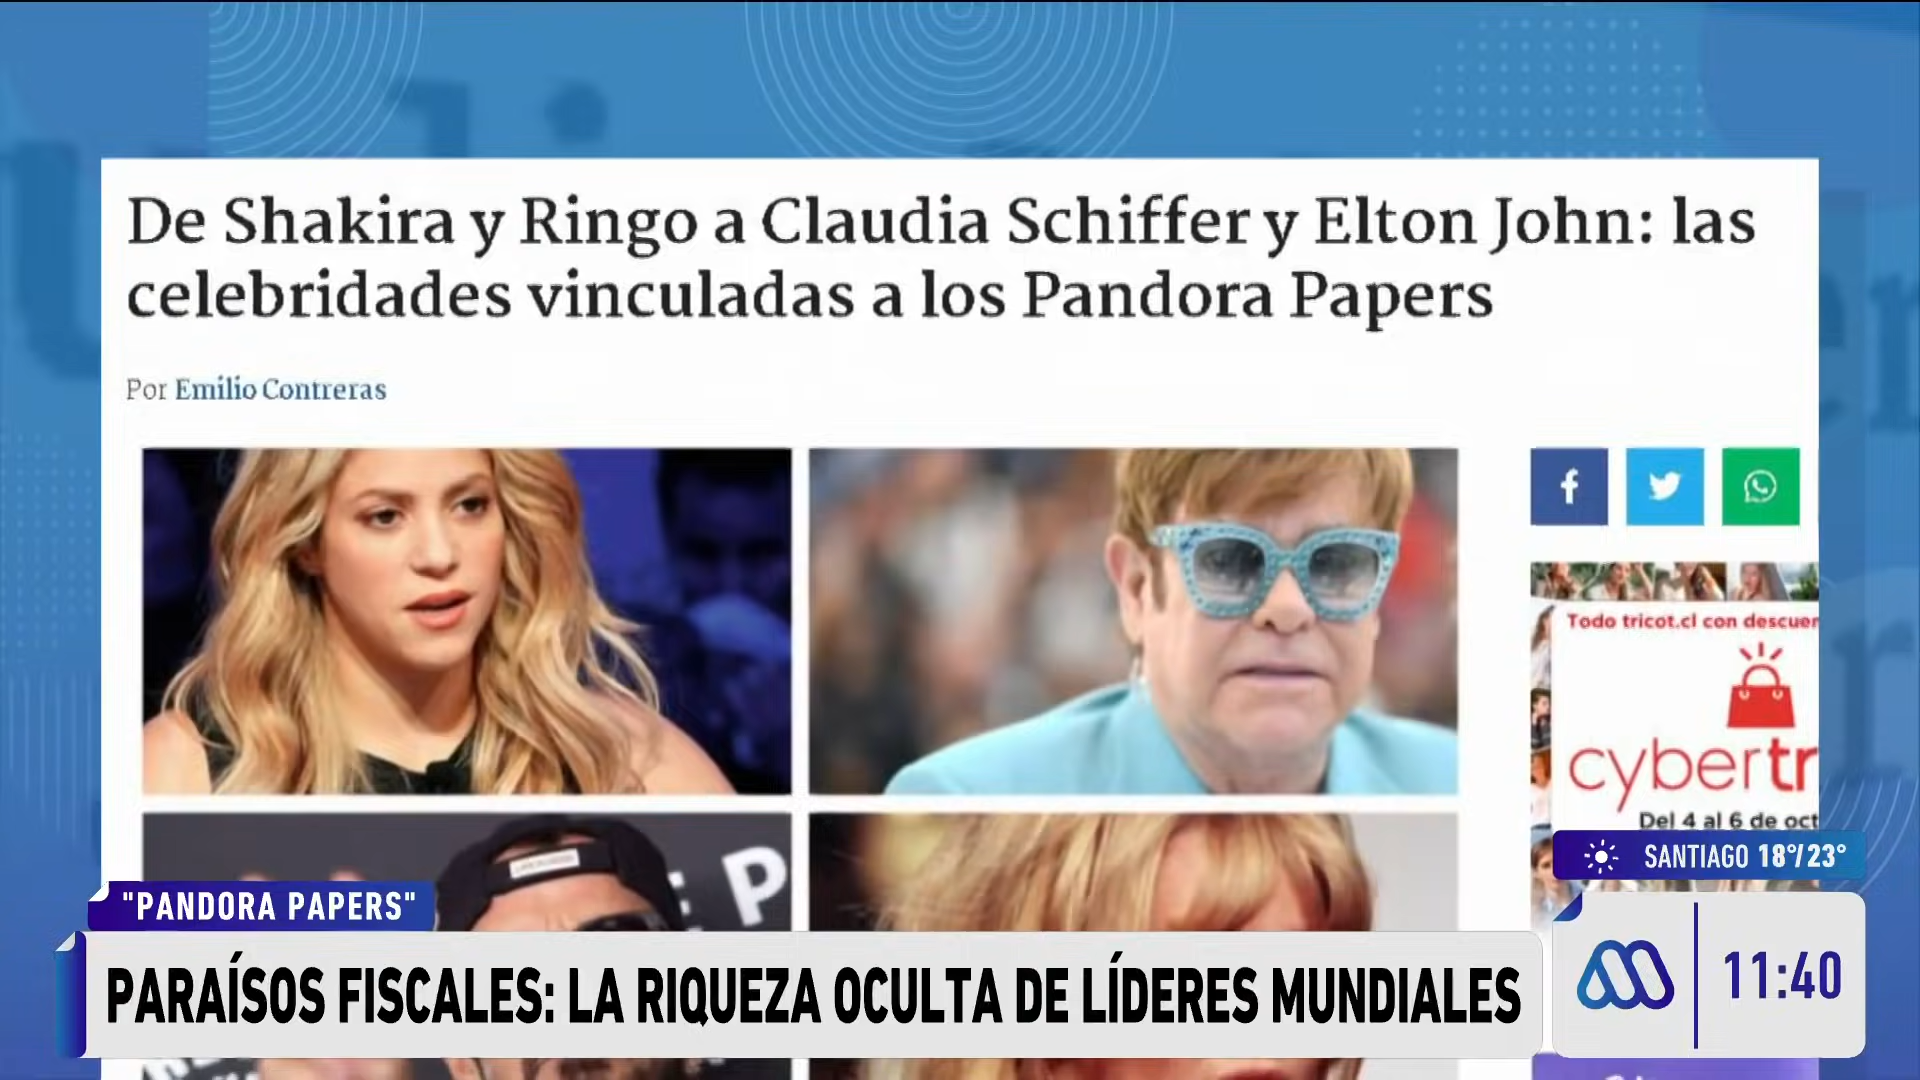 De Shakira y Ringo a Claudia Schiffer y Elton John: las
celebridades vinculadas a los Pandora Papers
Por Emilio Contreras
Todo tricot.cl con descuen
cybertr
Del 4 al 6 de oct
SANTIAGO 18°/23°
P
"PANDORA PAPERS"
PARAÍSOS FISCALES: LA RIQUEZA OCULTA DE LÍDERES MUNDIALES
11:40